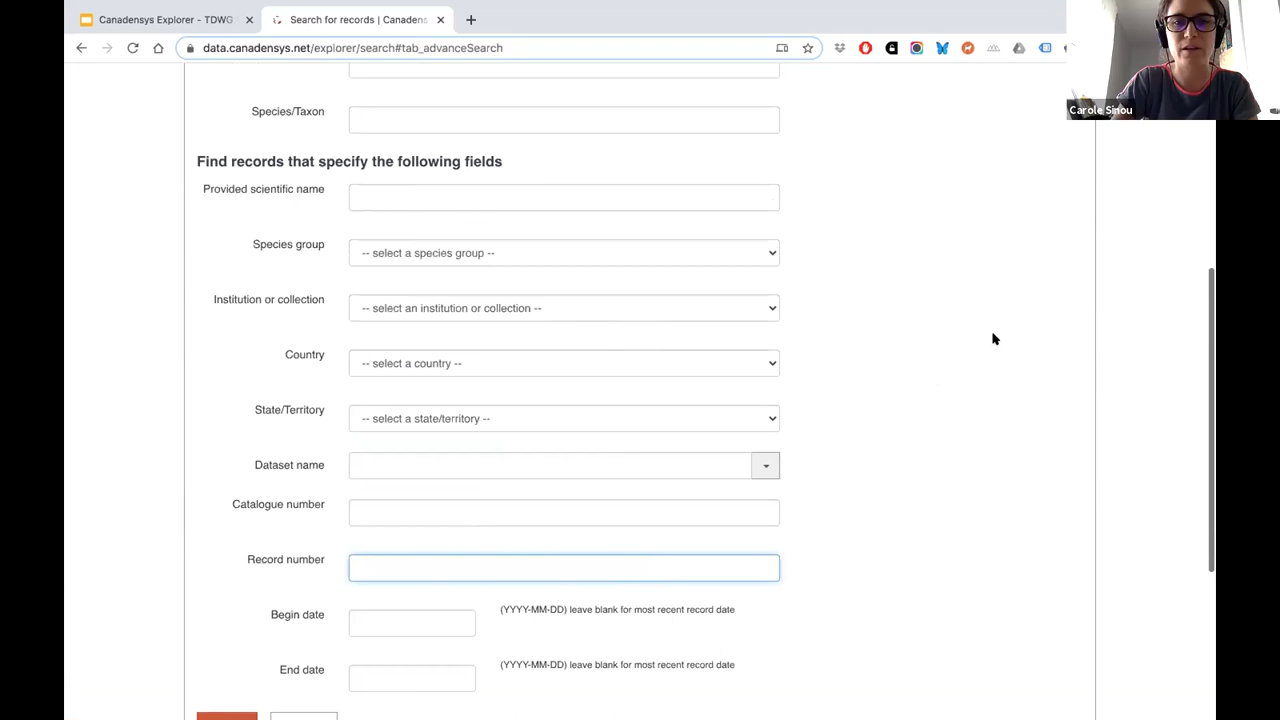 Canadensys Explorer - TDWG
Search for records | Canadens
data.canadensys.net/explorer/search#tab_advanceSearch
Carole Sinou
Species/Taxon
Find records that specify the following fields
Provided scientific name
Species group
-- select a species group --
Institution or collection
-- select an institution or collection --
Country
-- select a country --
State/Territory
-- select a state/territory --
Dataset name
Catalogue number
Record number
Begin date
(YYYY-MM-DD) leave blank for most recent record date
End date
(YYYY-MM-DD) leave blank for most recent record date